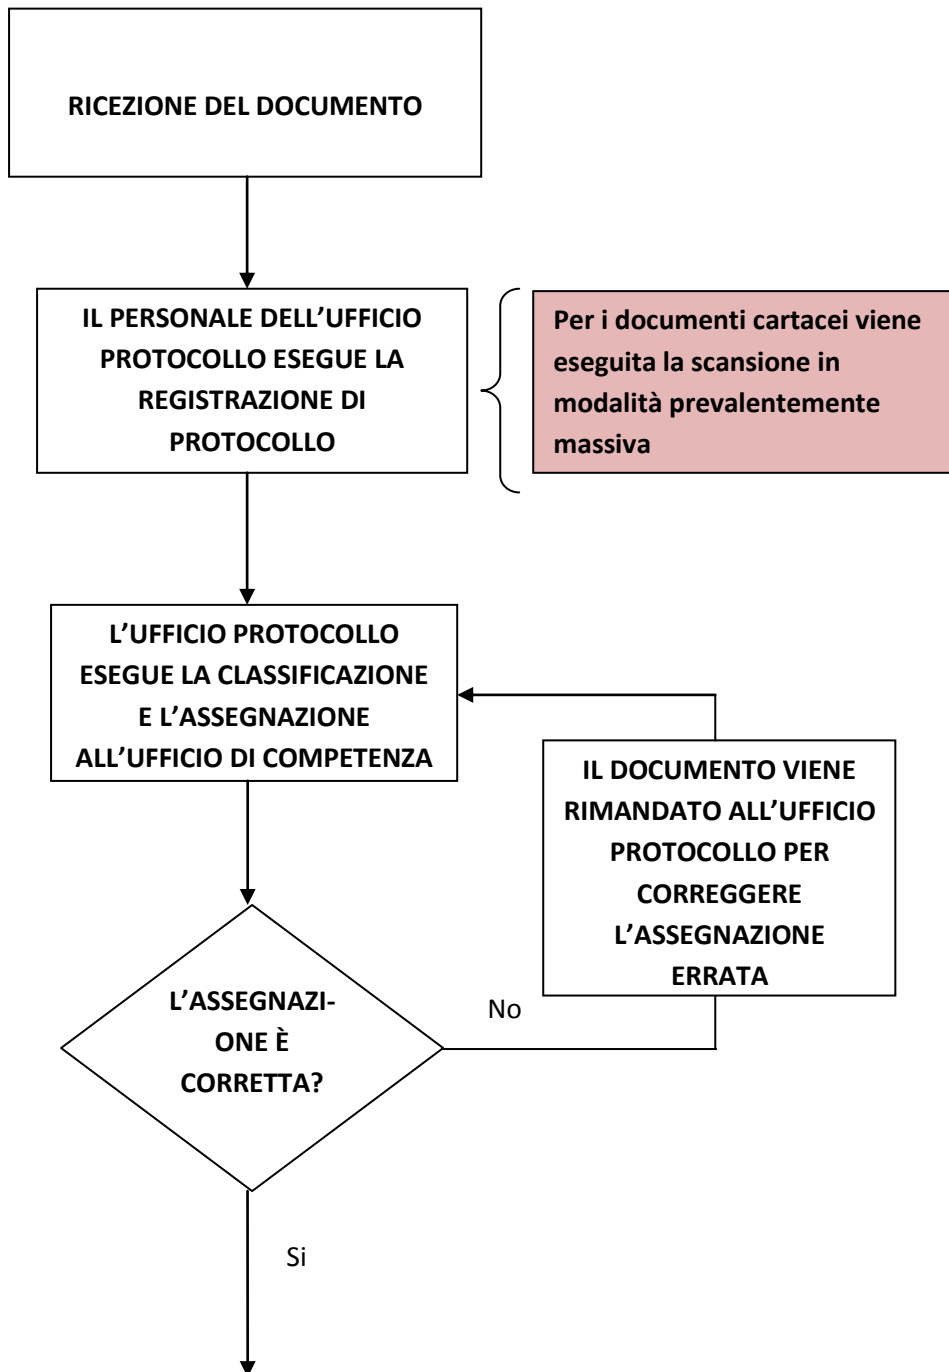 RICEZIONE DEL DOCUMENTO
IL PERSONALE DELL’UFFICIO
PROTOCOLLO ESEGUE LA
REGISTRAZIONE DI
PROTOCOLLO
Per i documenti cartacei viene
eseguita la scansione in
modalità prevalentemente
massiva
L’UFFICIO PROTOCOLLO
ESEGUE LA CLASSIFICAZIONE
E L’ASSEGNAZIONE
ALL’UFFICIO DI COMPETENZA
IL DOCUMENTO VIENE
RIMANDATO ALL’UFFICIO
PROTOCOLLO PER
CORREGGERE
L’ASSEGNAZIONE
ERRATA
L’ASSEGNAZI-
ONE È
CORRETTA?
No
Si